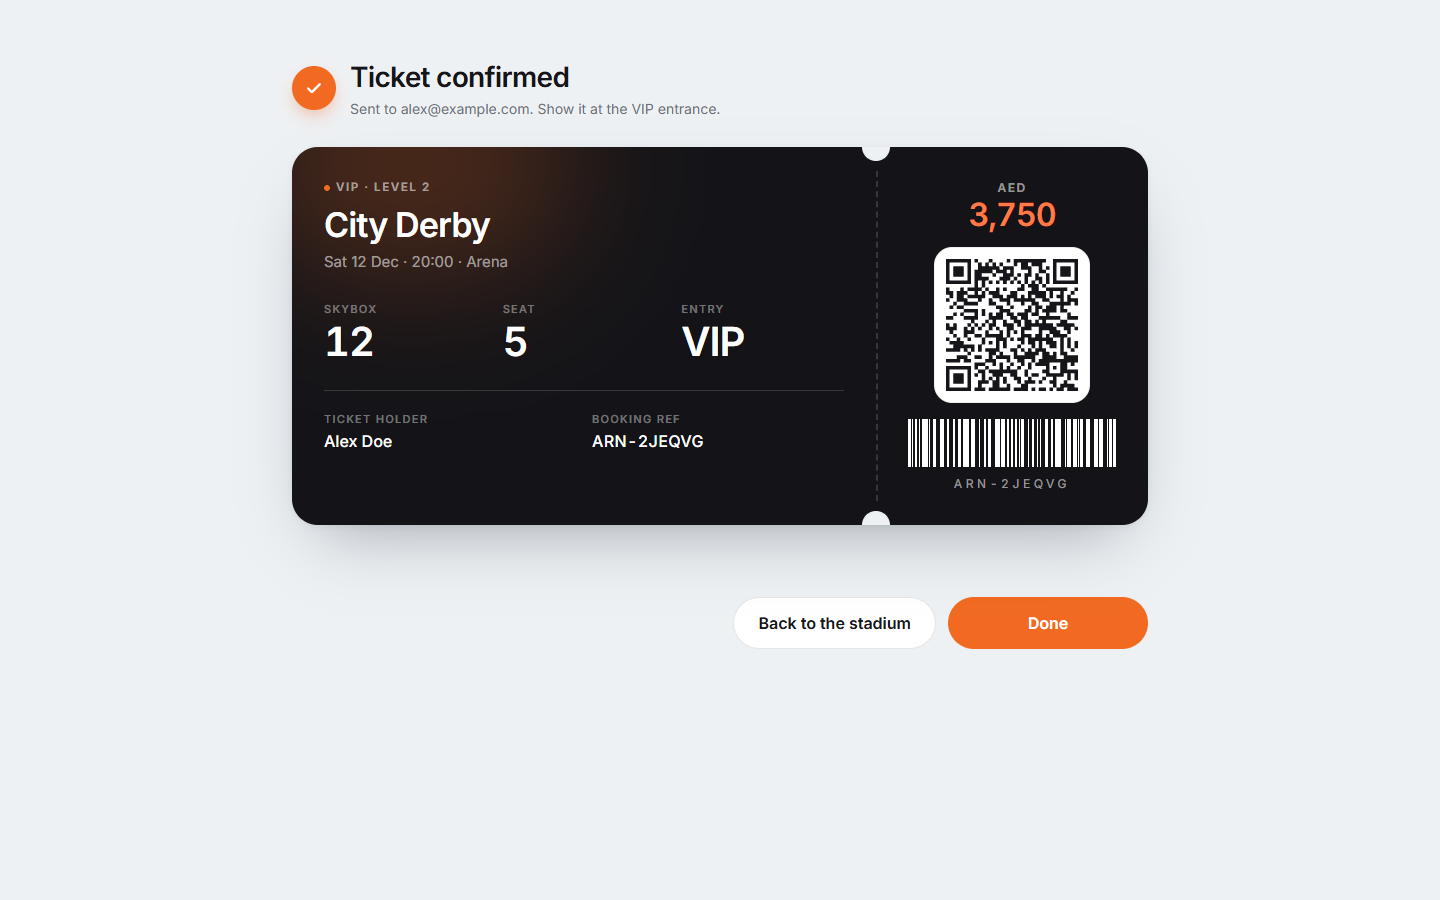 Ticket confirmed
Sent to alex@example.com. Show it at the VIP entrance.
VIP · LEVEL 2
City Derby
Sat 12 Dec · 20:00 · Arena
SKYBOX
12
SEAT
5
ENTRY
VIP
TICKET HOLDER
Alex Doe
BOOKING REF
ARN-2JEQVG
AED
3,750
ARN-2JEQVG
Back to the stadium
Done